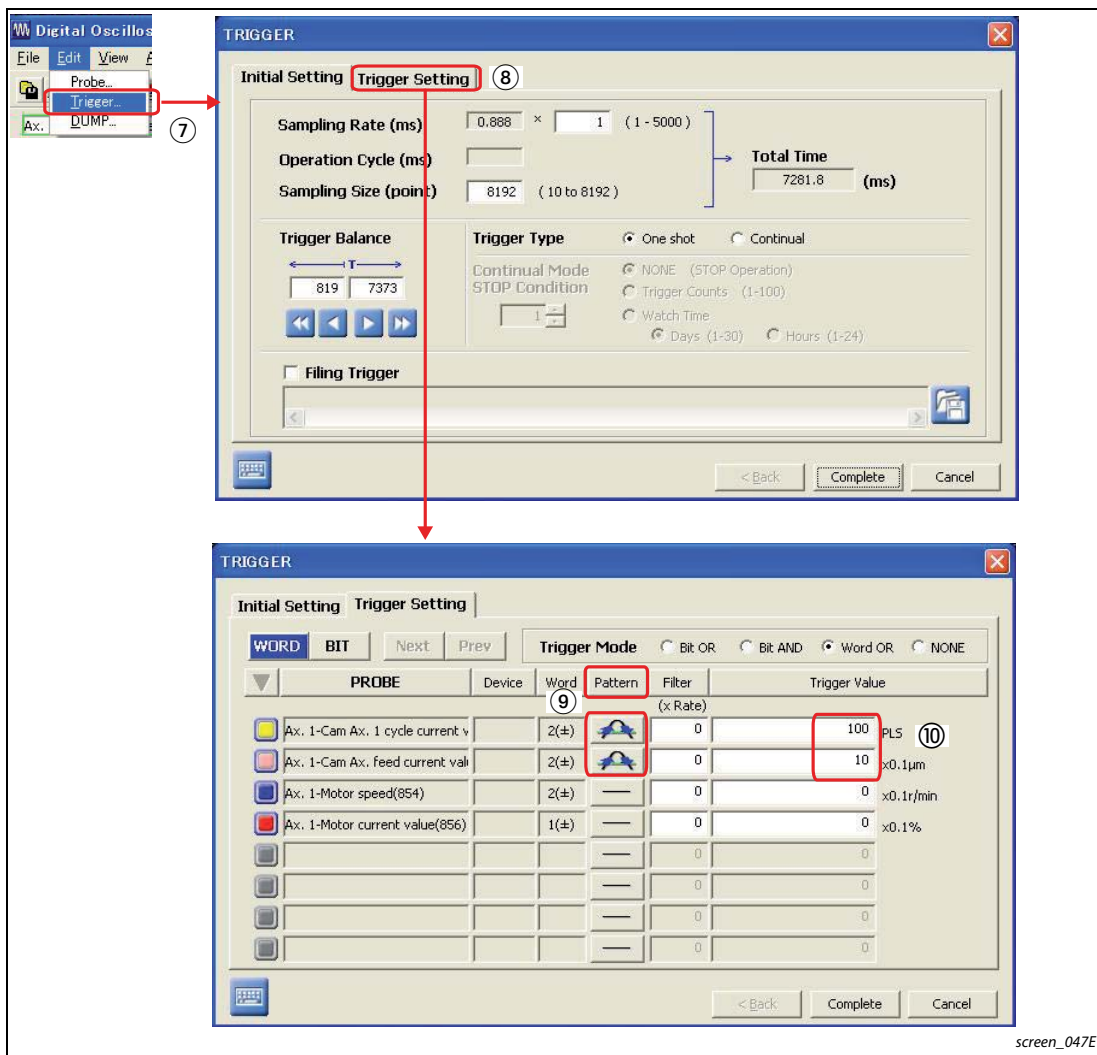 Digital Oscillos
File Edit View
Probe...
Trigger...
DUMP...
Ax.
⑦
TRIGGER
Initial Setting Trigger Setting ⑧
Sampling Rate (ms) 0.888 × 1 (1 - 5000)
Operation Cycle (ms)
Sampling Size (point) 8192 (10 to 8192)
Total Time
7281.8 (ms)
Trigger Balance
T
819 7373
Trigger Type One shot Continual
Continual Mode
STOP Condition
1
NONE (STOP Operation)
Trigger Counts (1-100)
Watch Time
Days (1-30) Hours (1-24)
Filing Trigger
< Back Complete Cancel
TRIGGER
Initial Setting Trigger Setting
WORD BIT Next Prev Trigger Mode Bit OR Bit AND Word OR NONE
PROBE Device Word Pattern Filter Trigger Value
⑨ (x Rate)
Ax. 1-Cam Ax. 1 cycle current v 2(±) 0 100 PLS ⑩
Ax. 1-Cam Ax. feed current val 2(±) 0 10 x0.1µm
Ax. 1-Motor speed(854) 2(±) — 0 0 x0.1r/min
Ax. 1-Motor current value(856) 1(±) — 0 0 x0.1%
— 0 0
— 0 0
— 0 0
— 0 0
< Back Complete Cancel
screen_047E